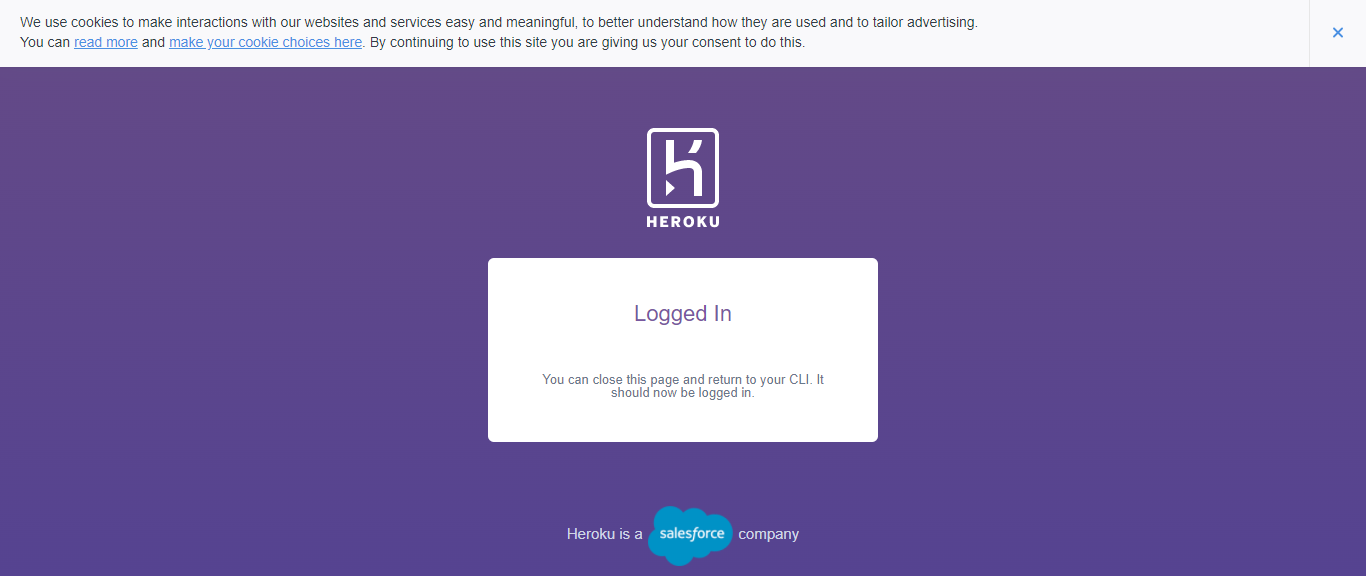 We use cookies to make interactions with our websites and services easy and meaningful, to better understand how they are used and to tailor advertising.
You can read more and make your cookie choices here. By continuing to use this site you are giving us your consent to do this.
HEROKU
Logged In
You can close this page and return to your CLI. It
should now be logged in.
Heroku is a salesforce company